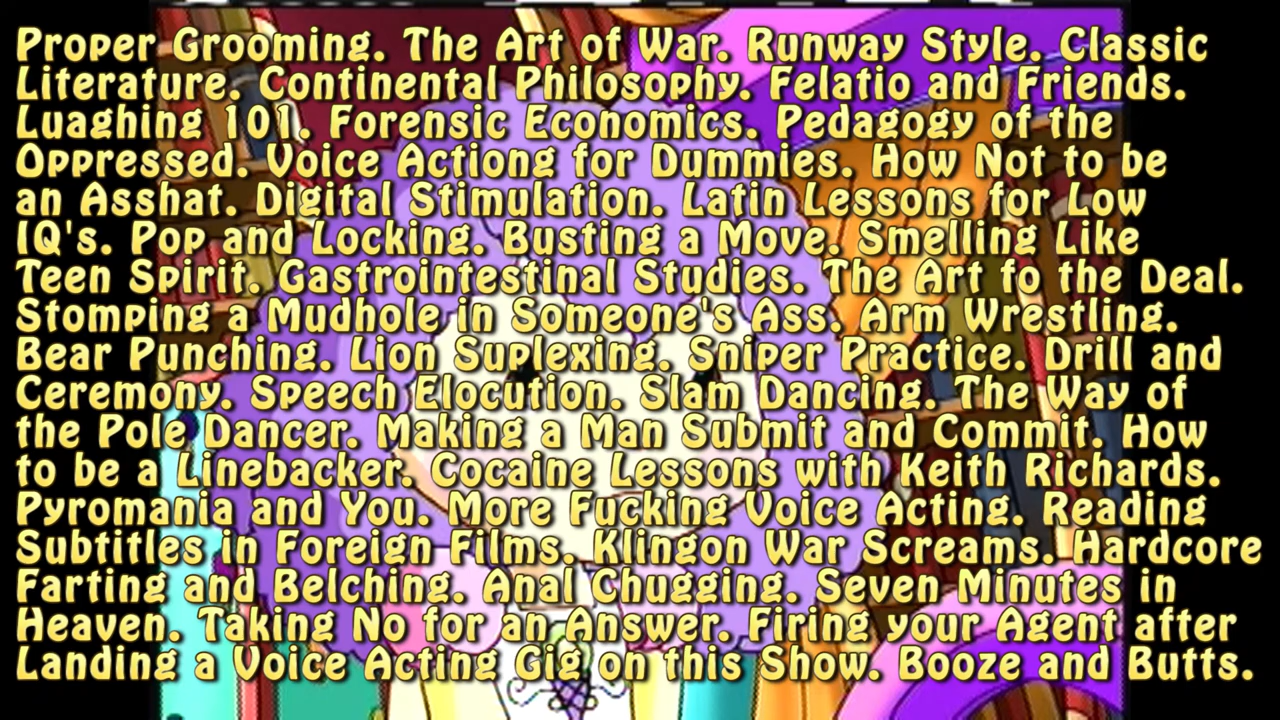 Proper Grooming. The Art of War. Runway Style. Classic
Literature. Continental Philosophy. Felatio and Friends.
Luaghing 101. Forensic Economics. Pedagogy of the
Oppressed. Voice Actiong for Dummies. How Not to be
an Asshat. Digital Stimulation. Latin Lessons for Low
IQ's. Pop and Locking. Busting a Move. Smelling Like
Teen Spirit. Gastrointestinal Studies. The Art fo the Deal.
Stomping a Mudhole in Someone's Ass. Arm Wrestling.
Bear Punching. Lion Suplexing. Sniper Practice. Drill and
Ceremony. Speech Elocution. Slam Dancing. The Way of
the Pole Dancer. Making a Man Submit and Commit. How
to be a Linebacker. Cocaine Lessons with Keith Richards.
Pyromania and You. More Fucking Voice Acting. Reading
Subtitles in Foreign Films. Klingon War Screams. Hardcore
Farting and Belching. Anal Chugging. Seven Minutes in
Heaven. Taking No for an Answer. Firing your Agent after
Landing a Voice Acting Gig on this Show. Booze and Butts.